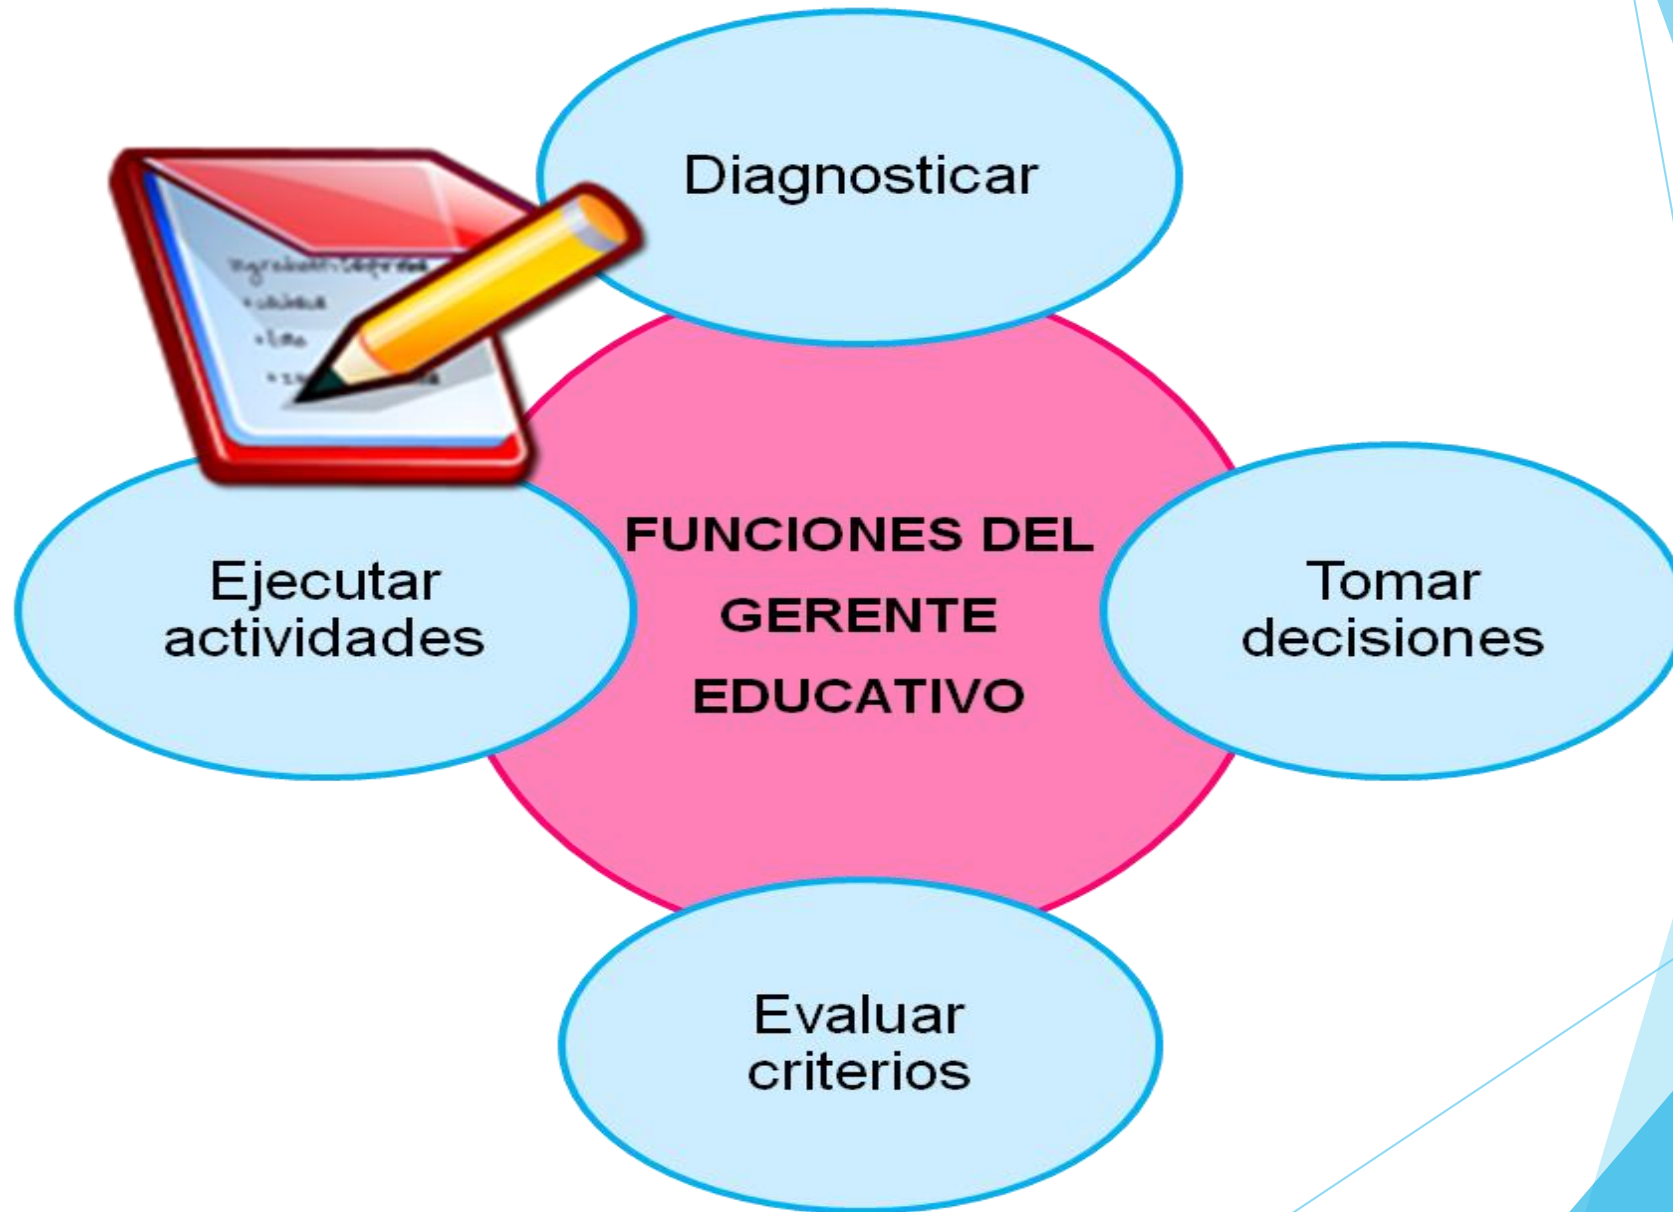 Diagnosticar
FUNCIONES DEL
GERENTE
EDUCATIVO
Ejecutar
actividades
Tomar
decisiones
Evaluar
criterios